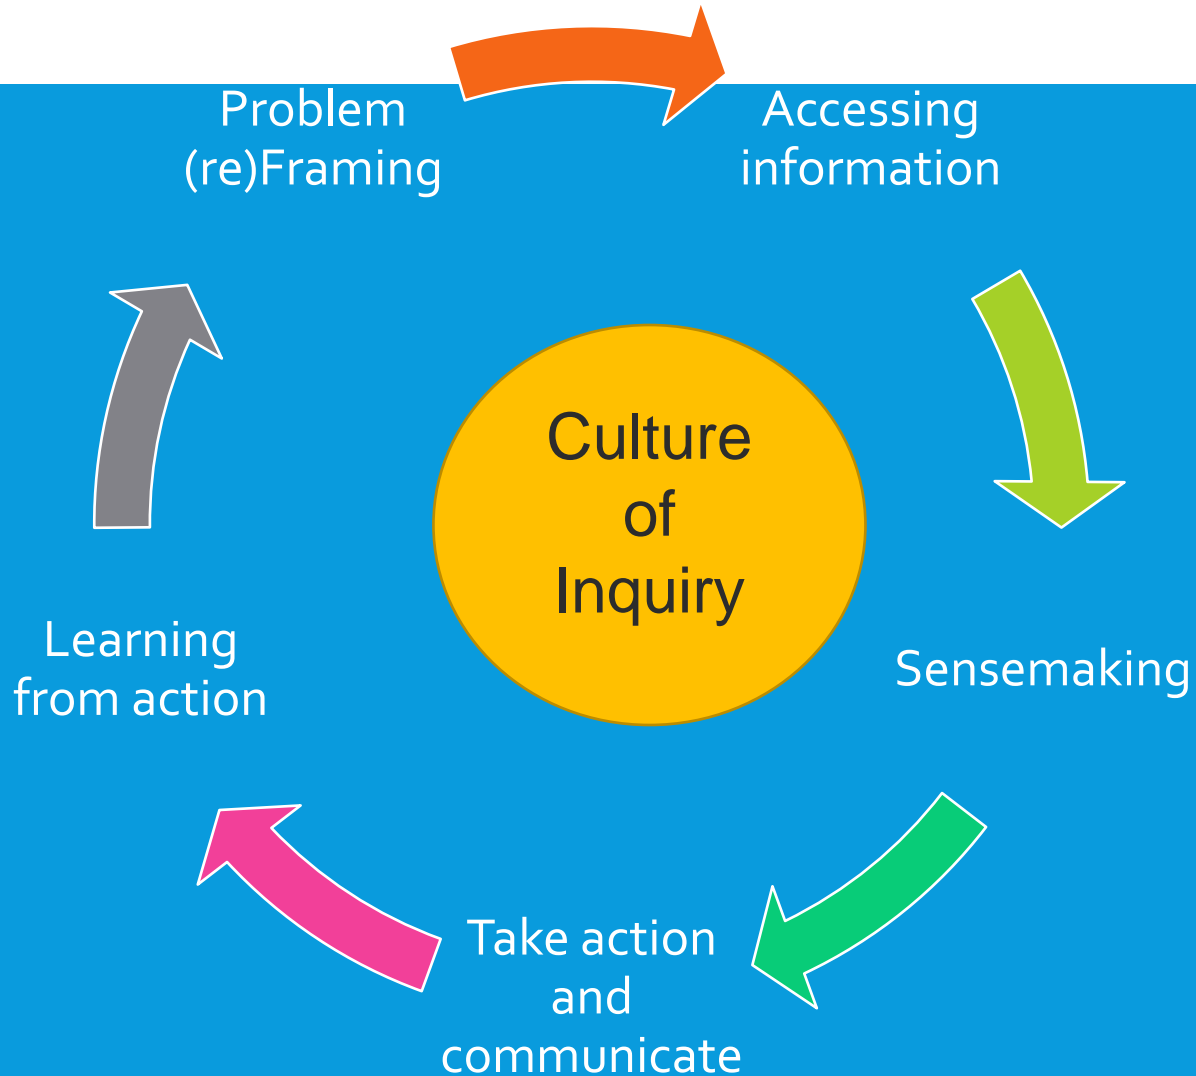 Problem
(re)Framing
Accessing
information
Culture
of
Inquiry
Learning
from action
Sensemaking
Take action
and
communicate